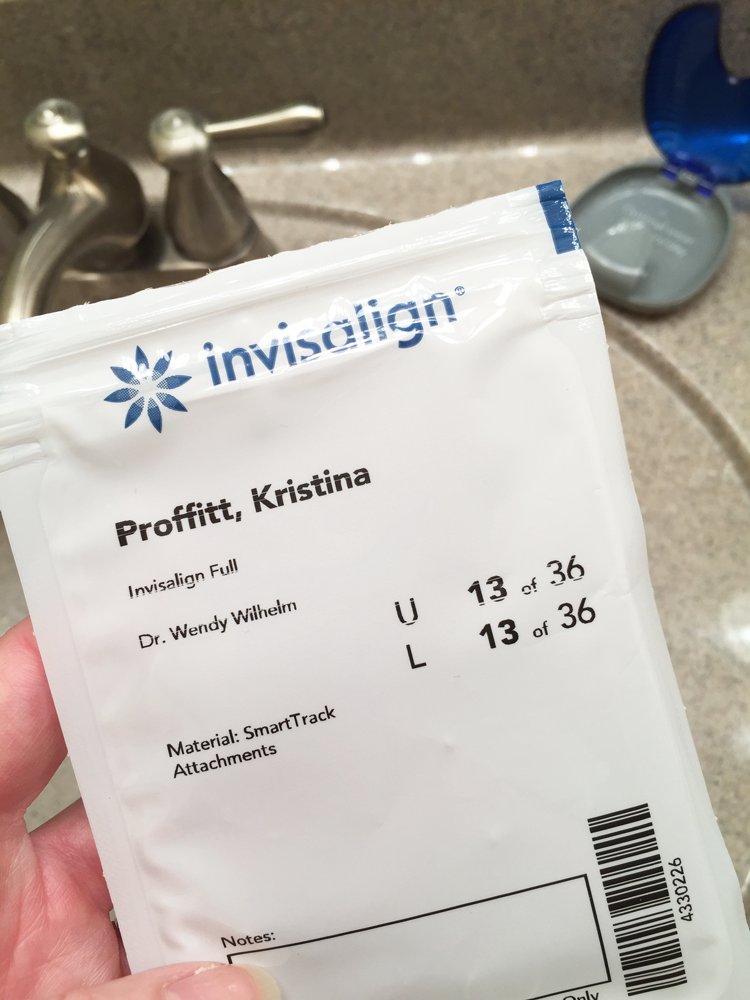 invisalign®
Proffitt, Kristina
Invisalign Full
Dr. Wendy Wilhelm
U 13 of 36
L 13 of 36
Material: SmartTrack
Attachments
4330226
Notes:
Only